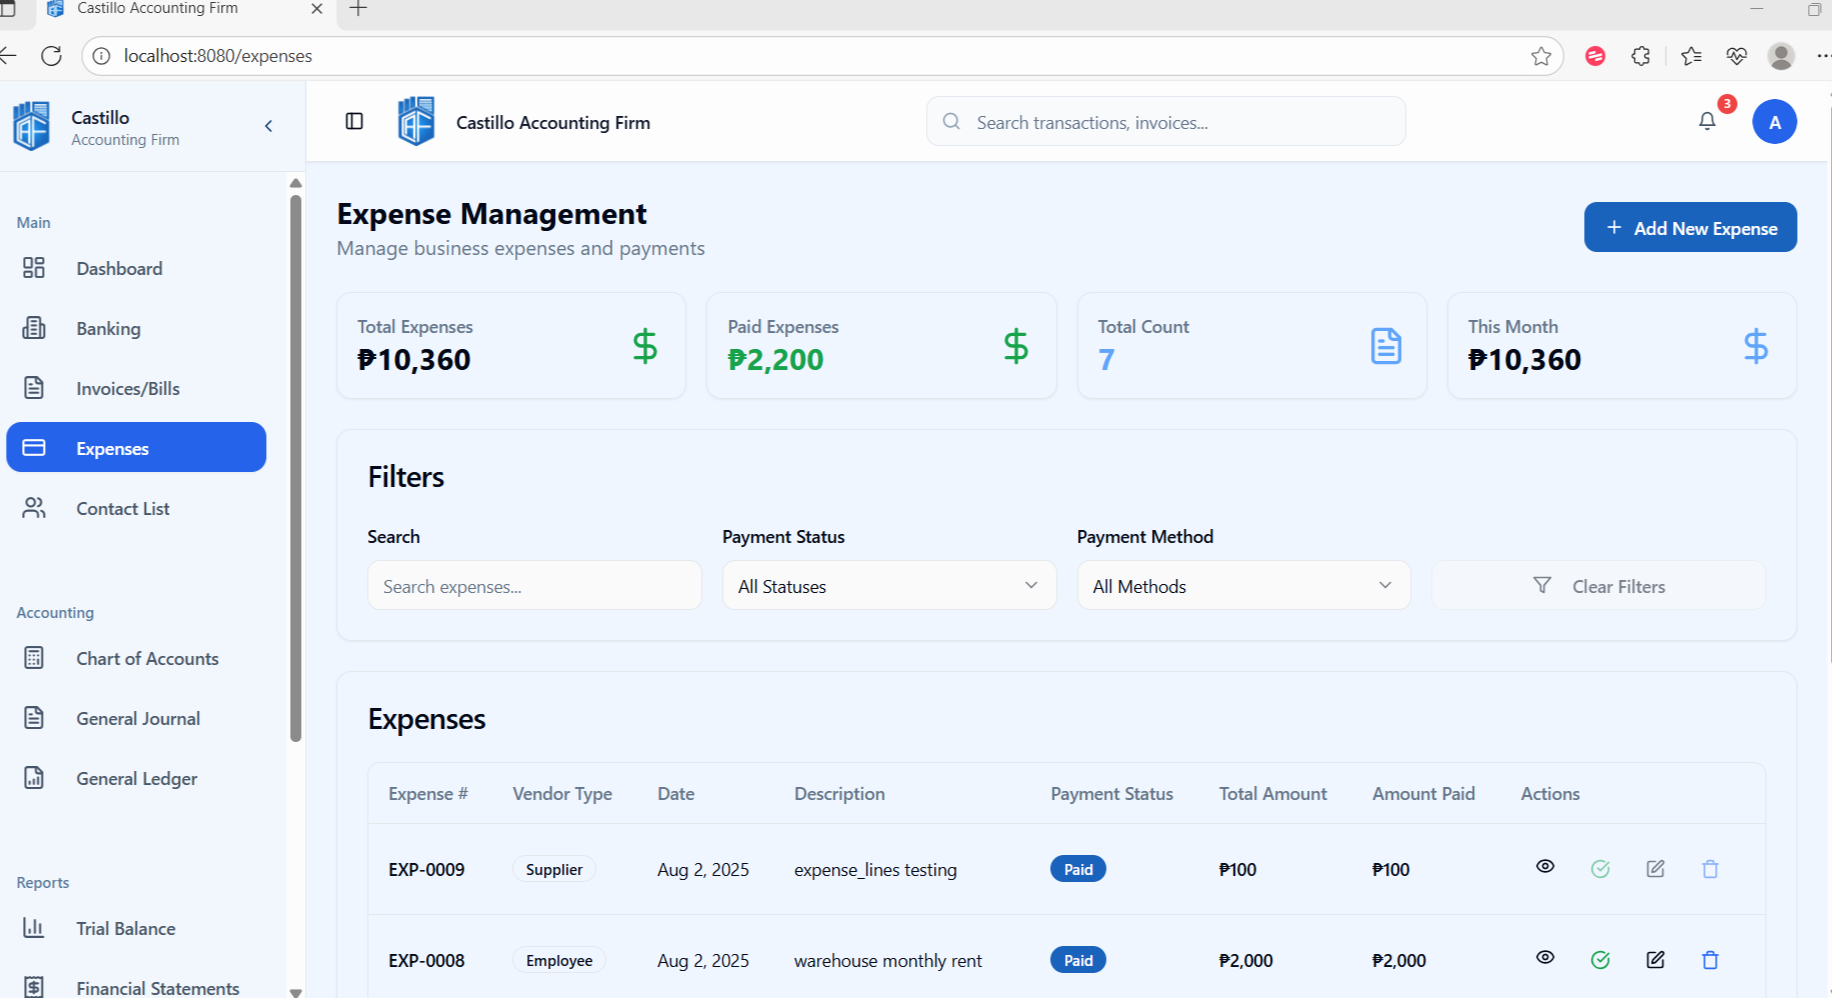 Castillo Accounting Firm
localhost:8080/expenses
Castillo
Accounting Firm
Castillo Accounting Firm
Search transactions, invoices...
3
A
Main
Dashboard
Banking
Invoices/Bills
Expenses
Contact List
Accounting
Chart of Accounts
General Journal
General Ledger
Reports
Trial Balance
Financial Statements
Expense Management
Manage business expenses and payments
Add New Expense
Total Expenses
₱10,360
Paid Expenses
₱2,200
Total Count
7
This Month
₱10,360
Filters
Search
Payment Status
Payment Method
Search expenses...
All Statuses
All Methods
Clear Filters
Expenses
Expense # Vendor Type Date Description Payment Status Total Amount Amount Paid Actions
EXP-0009 Supplier Aug 2, 2025 expense_lines testing Paid ₱100 ₱100
EXP-0008 Employee Aug 2, 2025 warehouse monthly rent Paid ₱2,000 ₱2,000